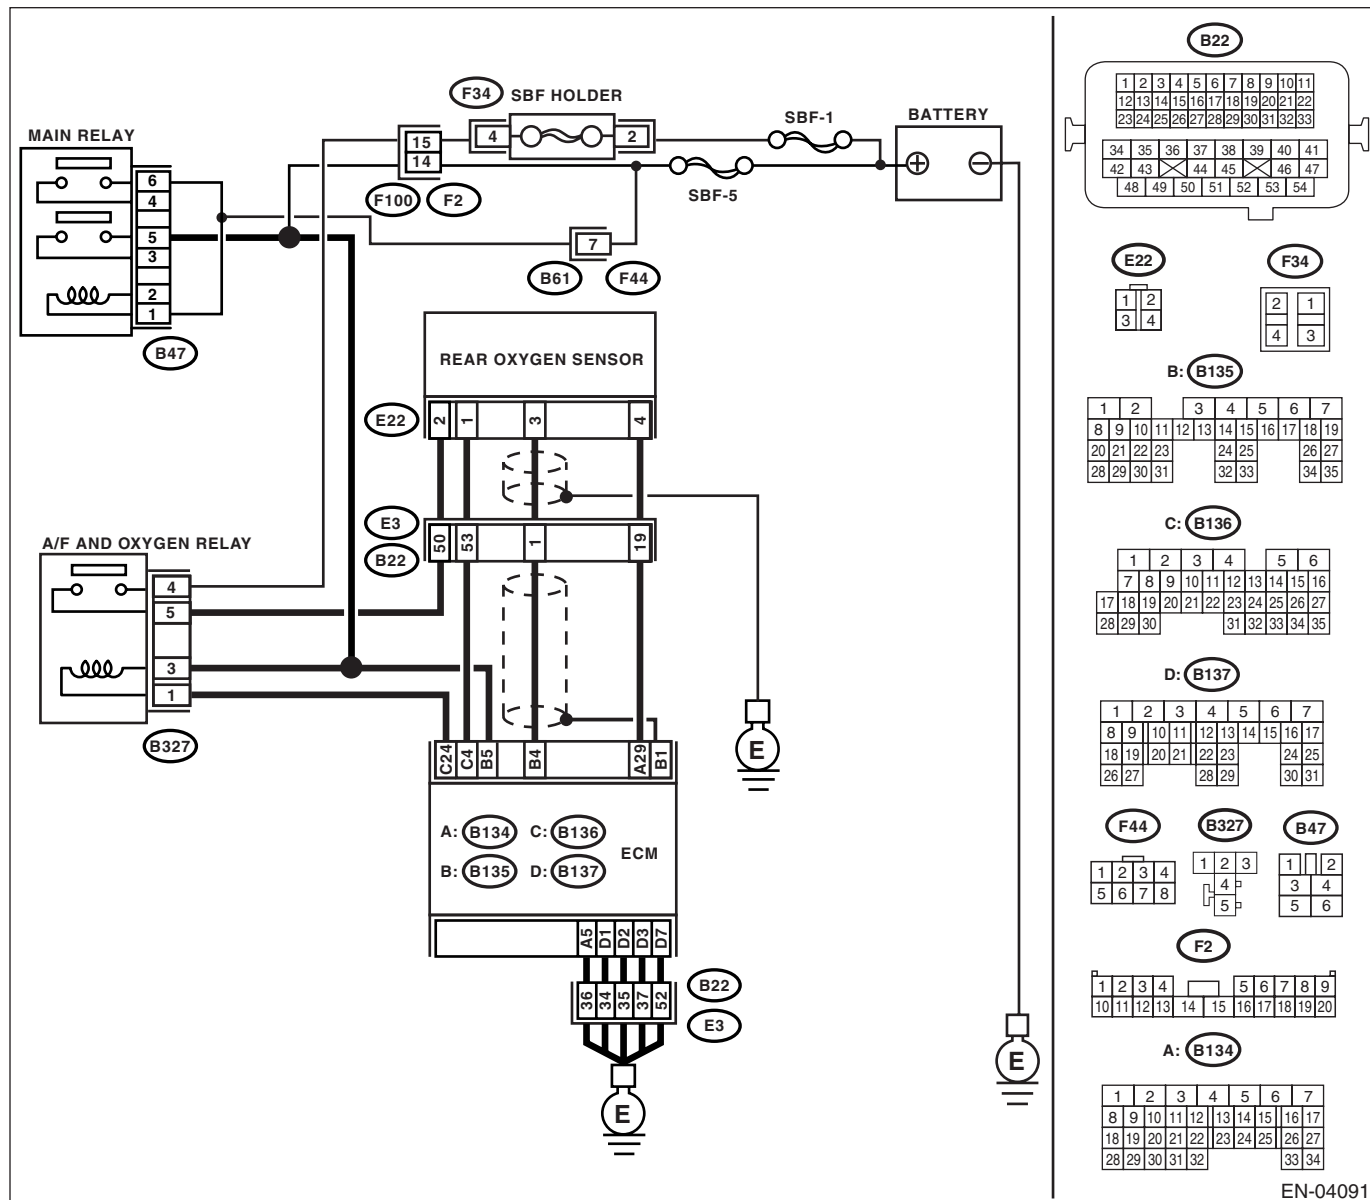 F34 SBF HOLDER
4 2
SBF-1
BATTERY
+ −
MAIN RELAY
15
14
F100 F2
SBF-5
6
4
5
3
2
1
B47
7
B61 F44
REAR OXYGEN SENSOR
E22
2 1 3 4
E3
B22
50 53 1 19
A/F AND OXYGEN RELAY
4
5
3
1
B327
C24 C4 B5 B4 A29 B1
E
A: B134 C: B136
B: B135 D: B137
ECM
A5 D1 D2 D3 D7
36 34 35 37 52
B22
E3
E
E
B22
1 2 3 4 5 6 7 8 9 10 11
12 13 14 15 16 17 18 19 20 21 22
23 24 25 26 27 28 29 30 31 32 33
34 35 36 37 38 39 40 41
42 43 44 45 46 47
48 49 50 51 52 53 54
E22
1 2
3 4
F34
2 1
4 3
B: B135
1 2 3 4 5 6 7
8 9 10 11 12 13 14 15 16 17 18 19
20 21 22 23 24 25 26 27
28 29 30 31 32 33 34 35
C: B136
1 2 3 4 5 6
7 8 9 10 11 12 13 14 15 16
17 18 19 20 21 22 23 24 25 26 27
28 29 30 31 32 33 34 35
D: B137
1 2 3 4 5 6 7
8 9 10 11 12 13 14 15 16 17
18 19 20 21 22 23 24 25
26 27 28 29 30 31
F44
1 2 3 4
5 6 7 8
B327
1 2 3
4
5
B47
1 2
3 4
5 6
F2
1 2 3 4 5 6 7 8 9
10 11 12 13 14 15 16 17 18 19 20
A: B134
1 2 3 4 5 6 7
8 9 10 11 12 13 14 15 16 17
18 19 20 21 22 23 24 25 26 27
28 29 30 31 32 33 34
EN-04091